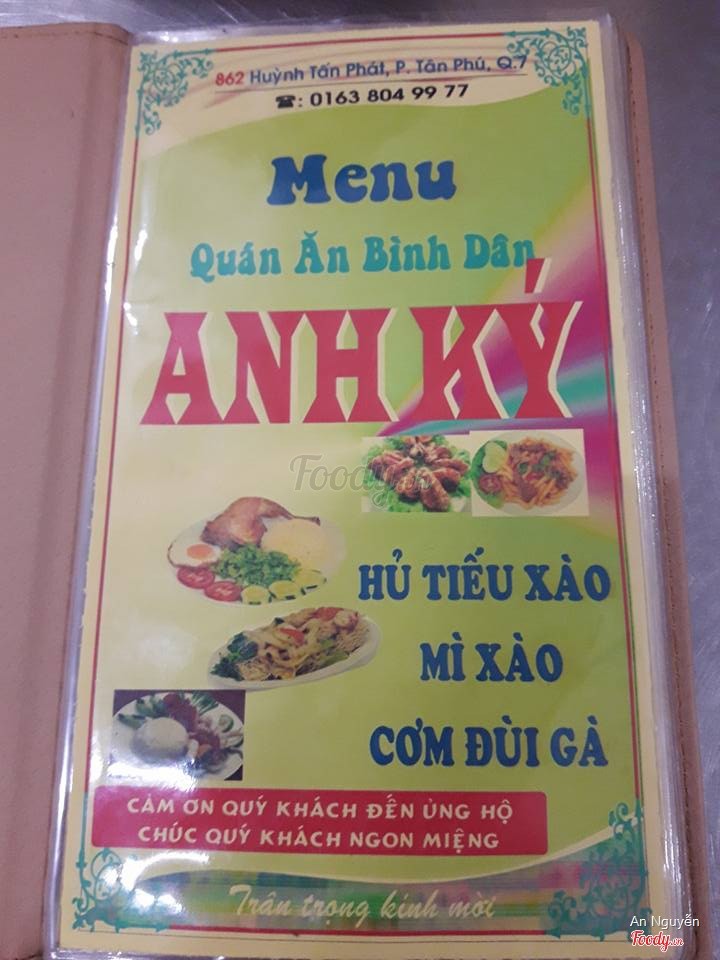 862 Huỳnh Tấn Phát, P. Tân Phú, Q.7
☎: 0163 804 99 77
Menu
Quán Ăn Bình Dân
ANH KÝ
Foody.vn
HỦ TIẾU XÀO
MÌ XÀO
CƠM ĐÙI GÀ
CẢM ƠN QUÝ KHÁCH ĐẾN ỦNG HỘ
CHÚC QUÝ KHÁCH NGON MIỆNG
Trân trọng kính mời
An Nguyễn
Foody.vn